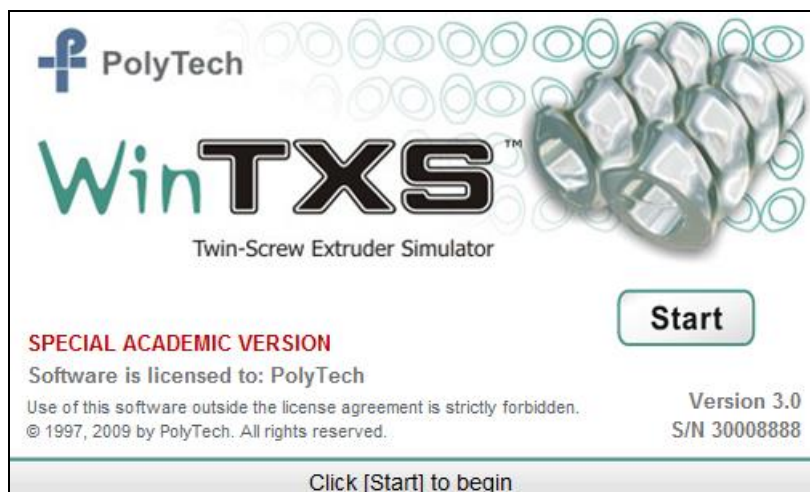 PolyTech
WinTXS™
Twin-Screw Extruder Simulator
Start
SPECIAL ACADEMIC VERSION
Software is licensed to: PolyTech
Use of this software outside the license agreement is strictly forbidden.
Version 3.0
© 1997, 2009 by PolyTech. All rights reserved.
S/N 30008888
Click [Start] to begin